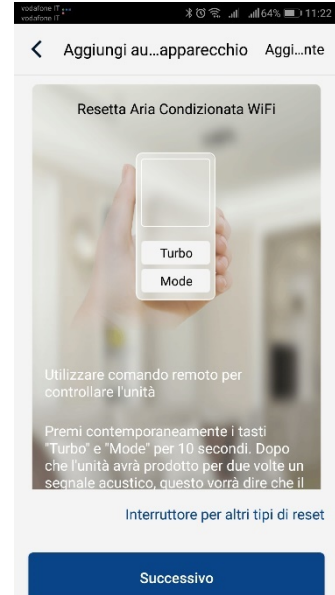 vodafone IT
vodafone IT
64% 11:22
Aggiungi au...apparecchio Aggi...nte
Resetta Aria Condizionata WiFi
Turbo
Mode
Utilizzare comando remoto per
controllare l'unità
Premi contemporaneamente i tasti
"Turbo" e "Mode" per 10 secondi. Dopo
che l'unità avrà prodotto per due volte un
segnale acustico, questo vorrà dire che il
Interruttore per altri tipi di reset
Successivo